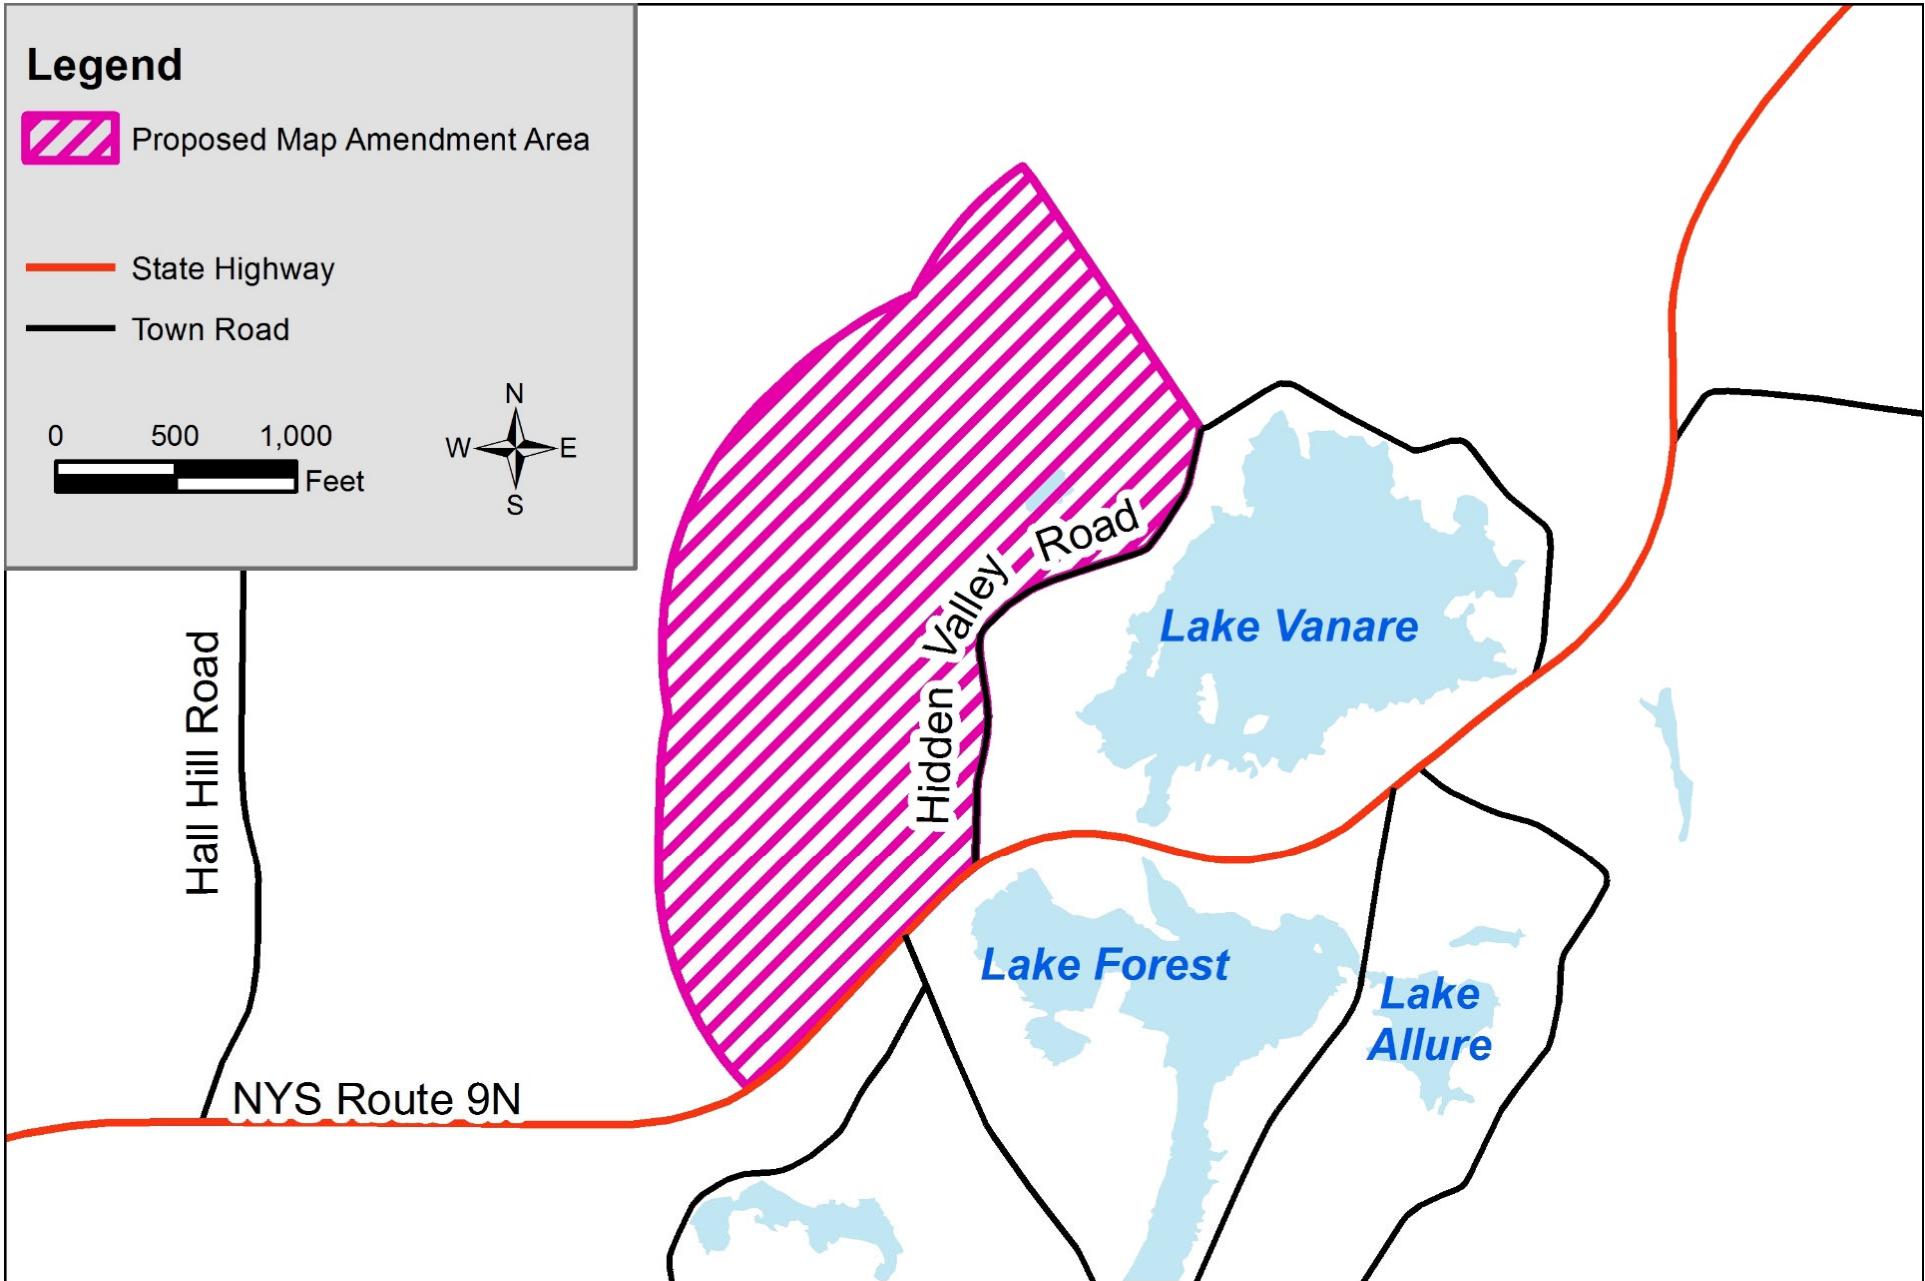 Legend
Proposed Map Amendment Area
State Highway
Town Road
0 500 1,000
Feet
N
W E
S
Hidden Valley Road
Lake Vanare
Hall Hill Road
Lake Forest
Lake
Allure
NYS Route 9N